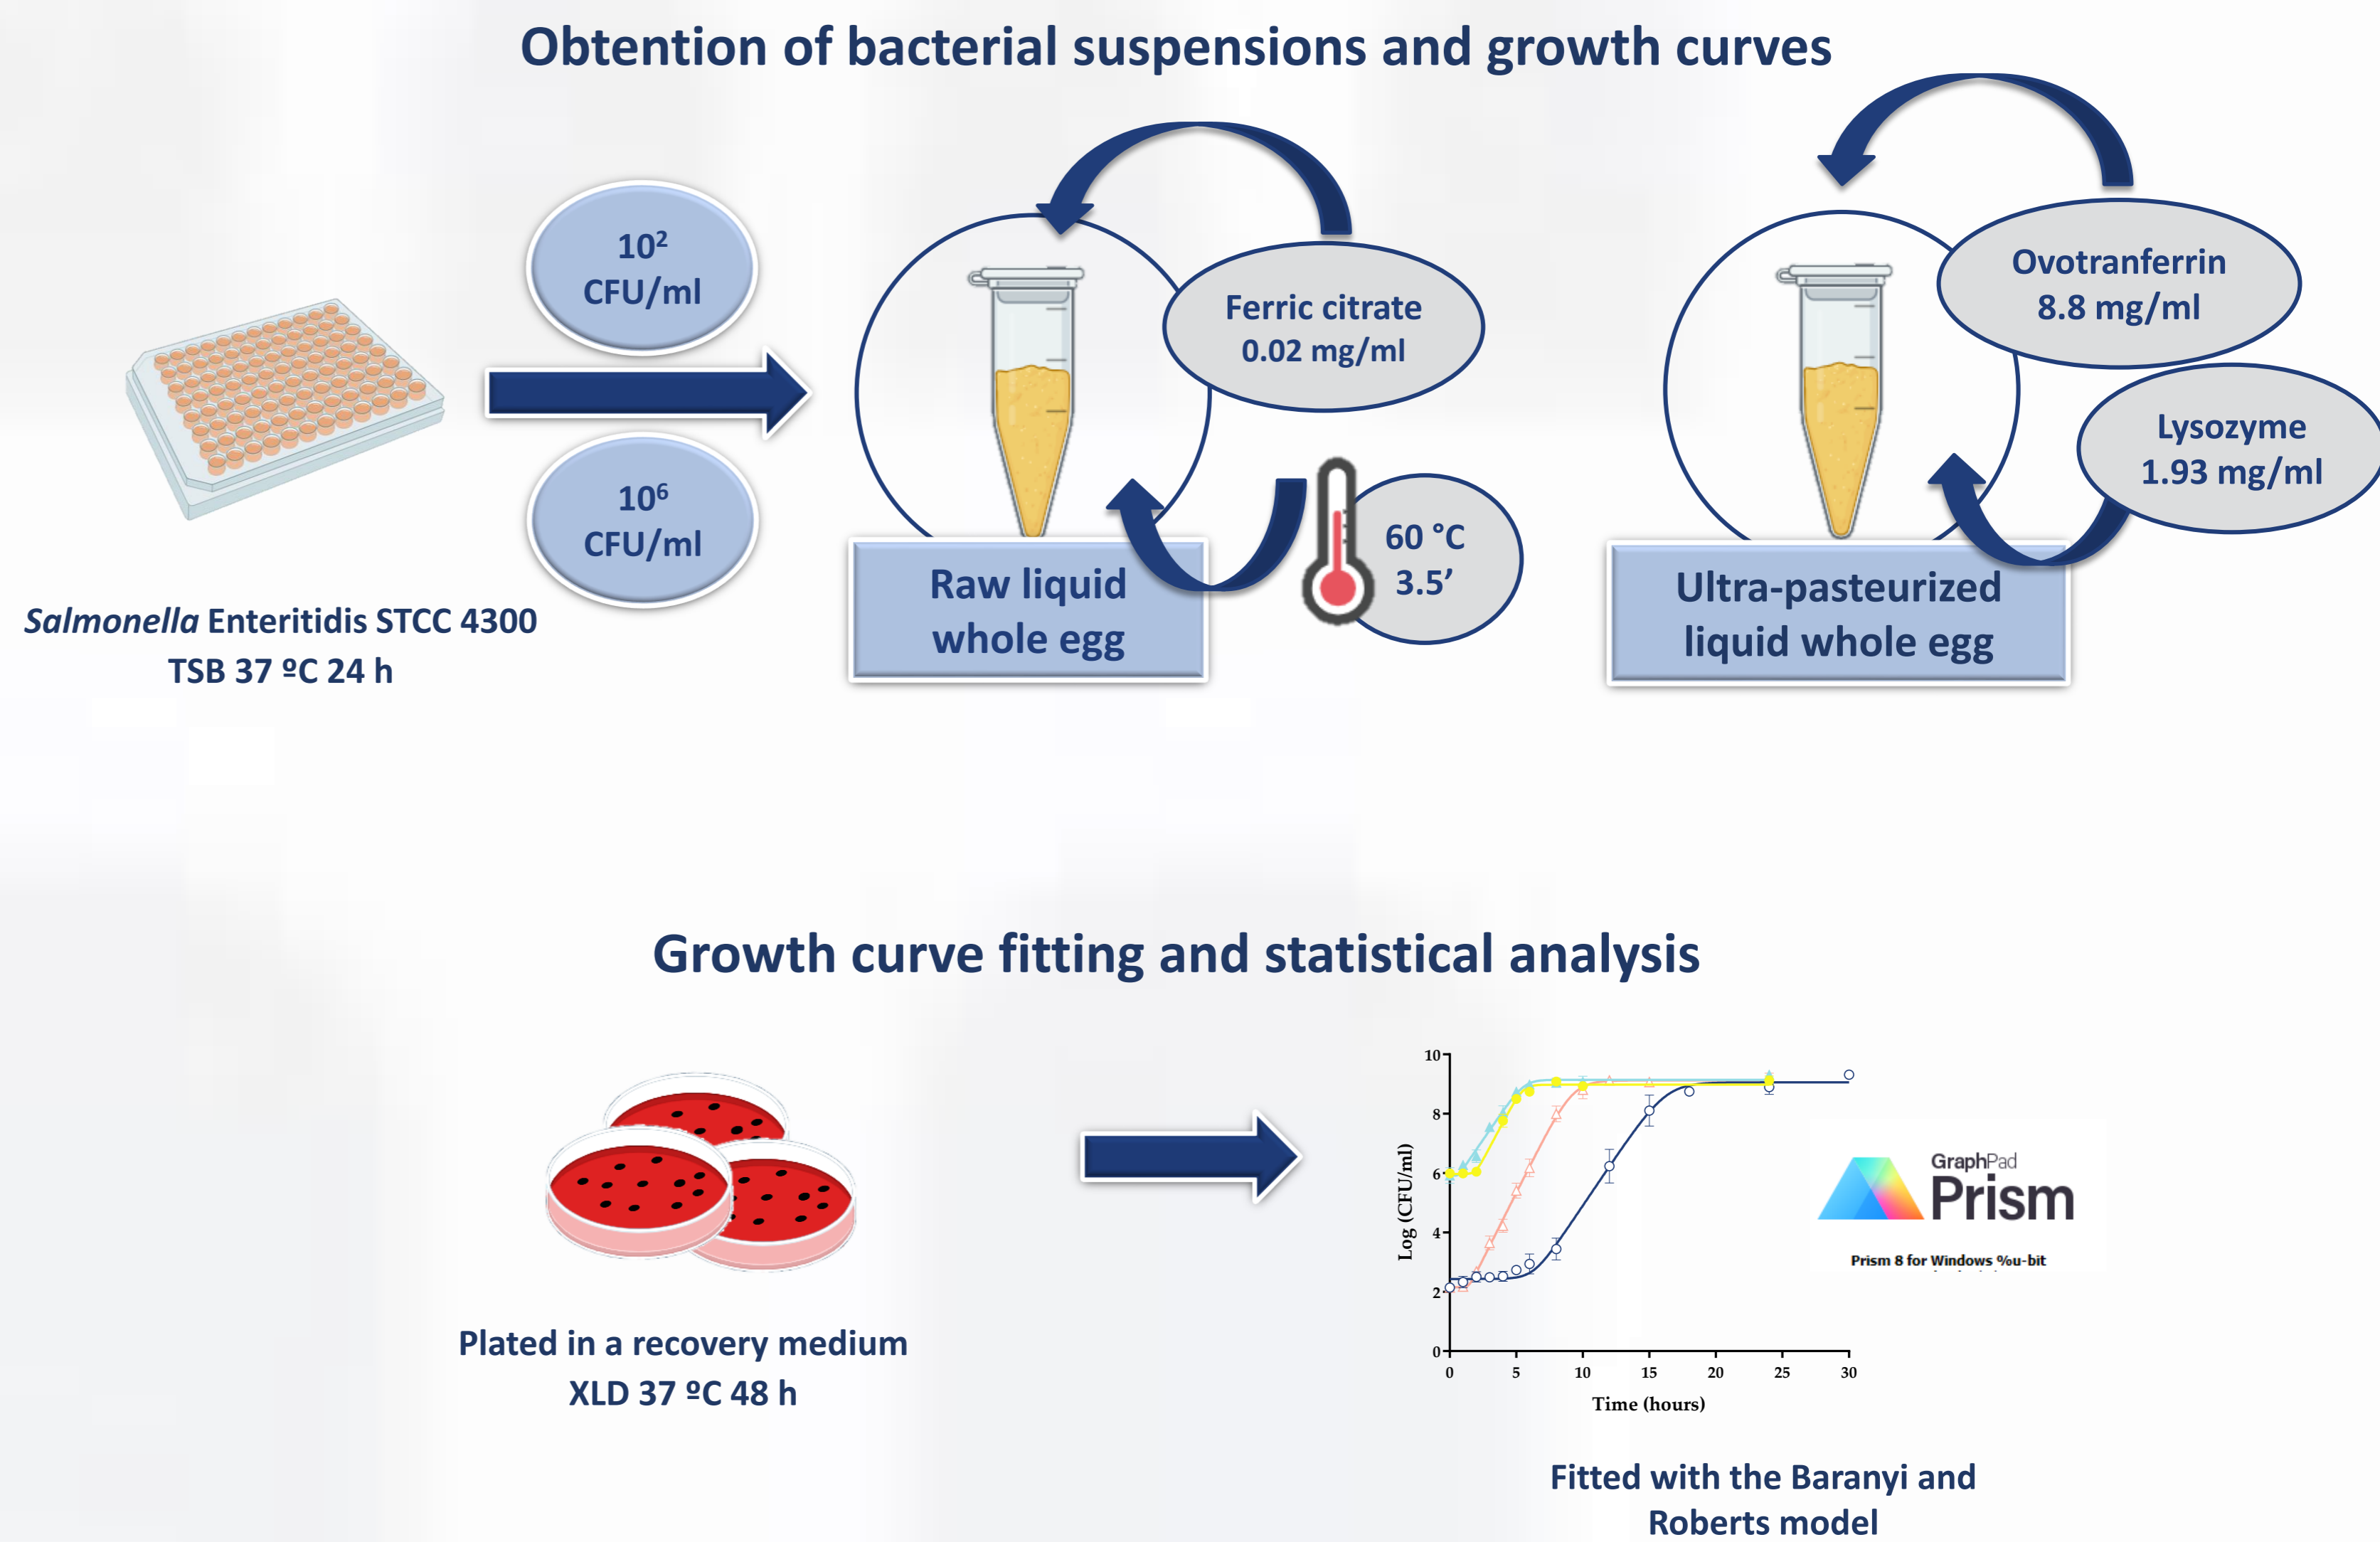 Obtention of bacterial suspensions and growth curves
10²
CFU/ml
10⁶
CFU/ml
Salmonella Enteritidis STCC 4300
TSB 37 ºC 24 h
Ferric citrate
0.02 mg/ml
60 °C
3.5’
Raw liquid
whole egg
Ovotranferrin
8.8 mg/ml
Lysozyme
1.93 mg/ml
Ultra-pasteurized
liquid whole egg
Growth curve fitting and statistical analysis
Plated in a recovery medium
XLD 37 ºC 48 h
Log (CFU/ml)
10
8
6
4
2
0
0 5 10 15 20 25 30
Time (hours)
GraphPad
Prism
Prism 8 for Windows %u-bit
Fitted with the Baranyi and
Roberts model